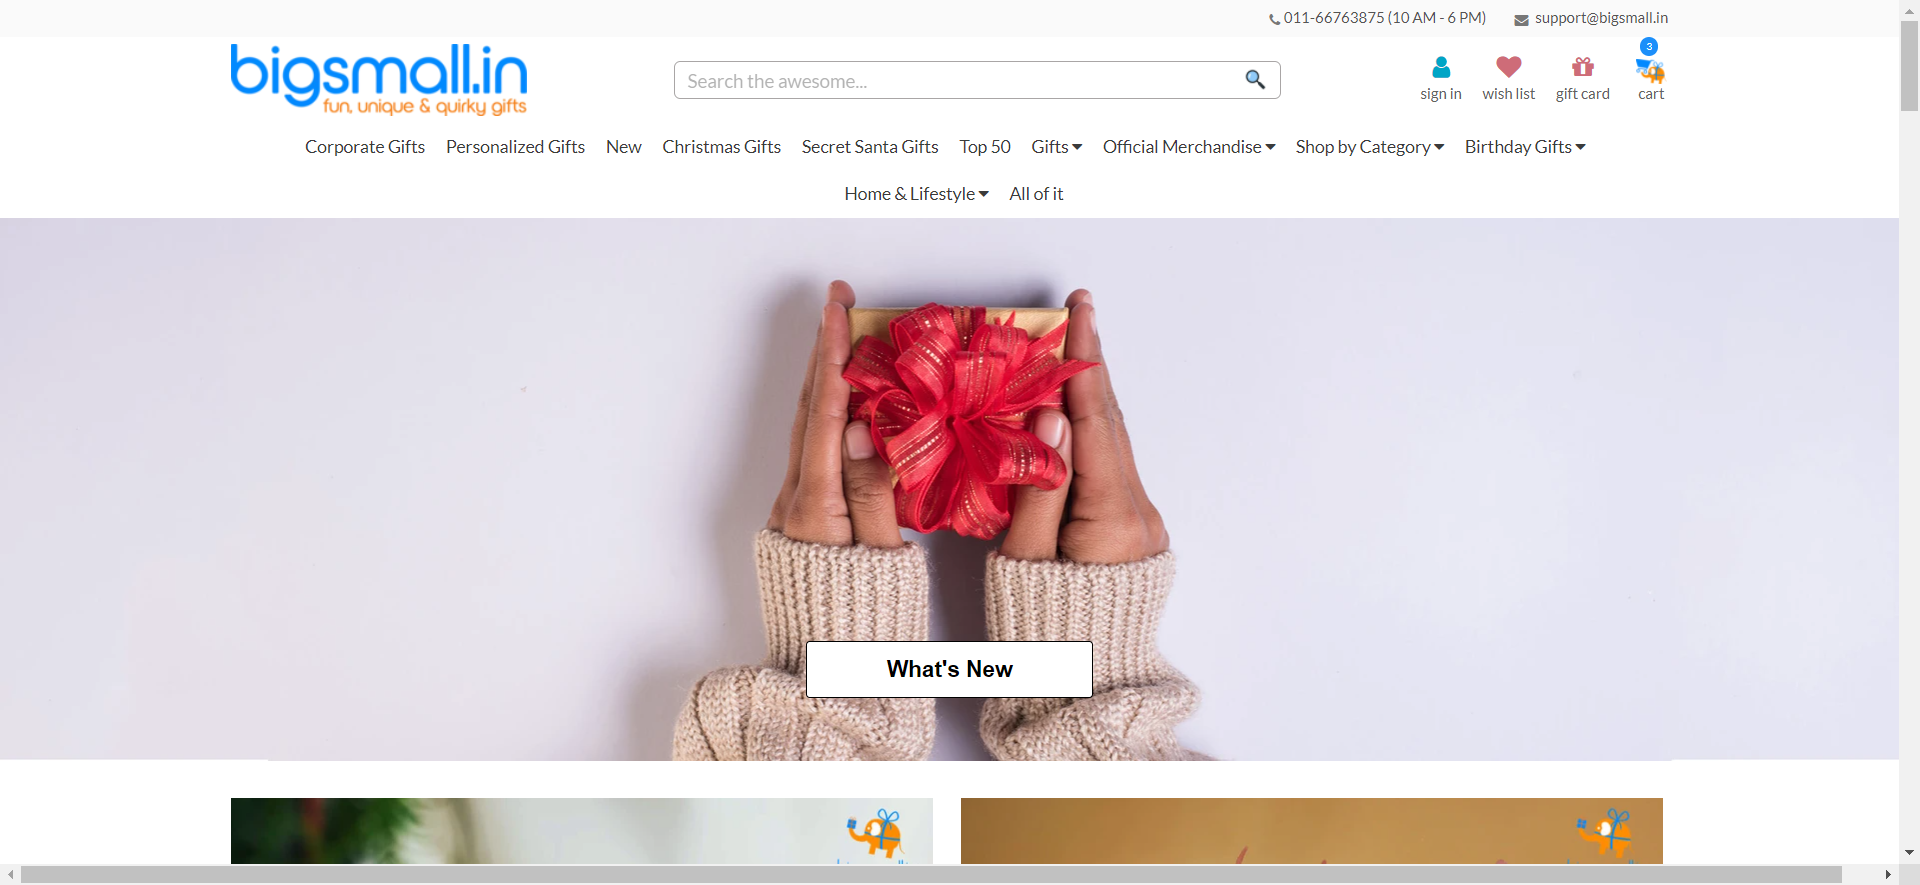 011-66763875 (10 AM - 6 PM) support@bigsmall.in
bigsmall.in
fun, unique & quirky gifts
Search the awesome...
3
sign in wish list gift card cart
Corporate Gifts Personalized Gifts New Christmas Gifts Secret Santa Gifts Top 50 Gifts Official Merchandise Shop by Category Birthday Gifts
Home & Lifestyle All of it
What's New